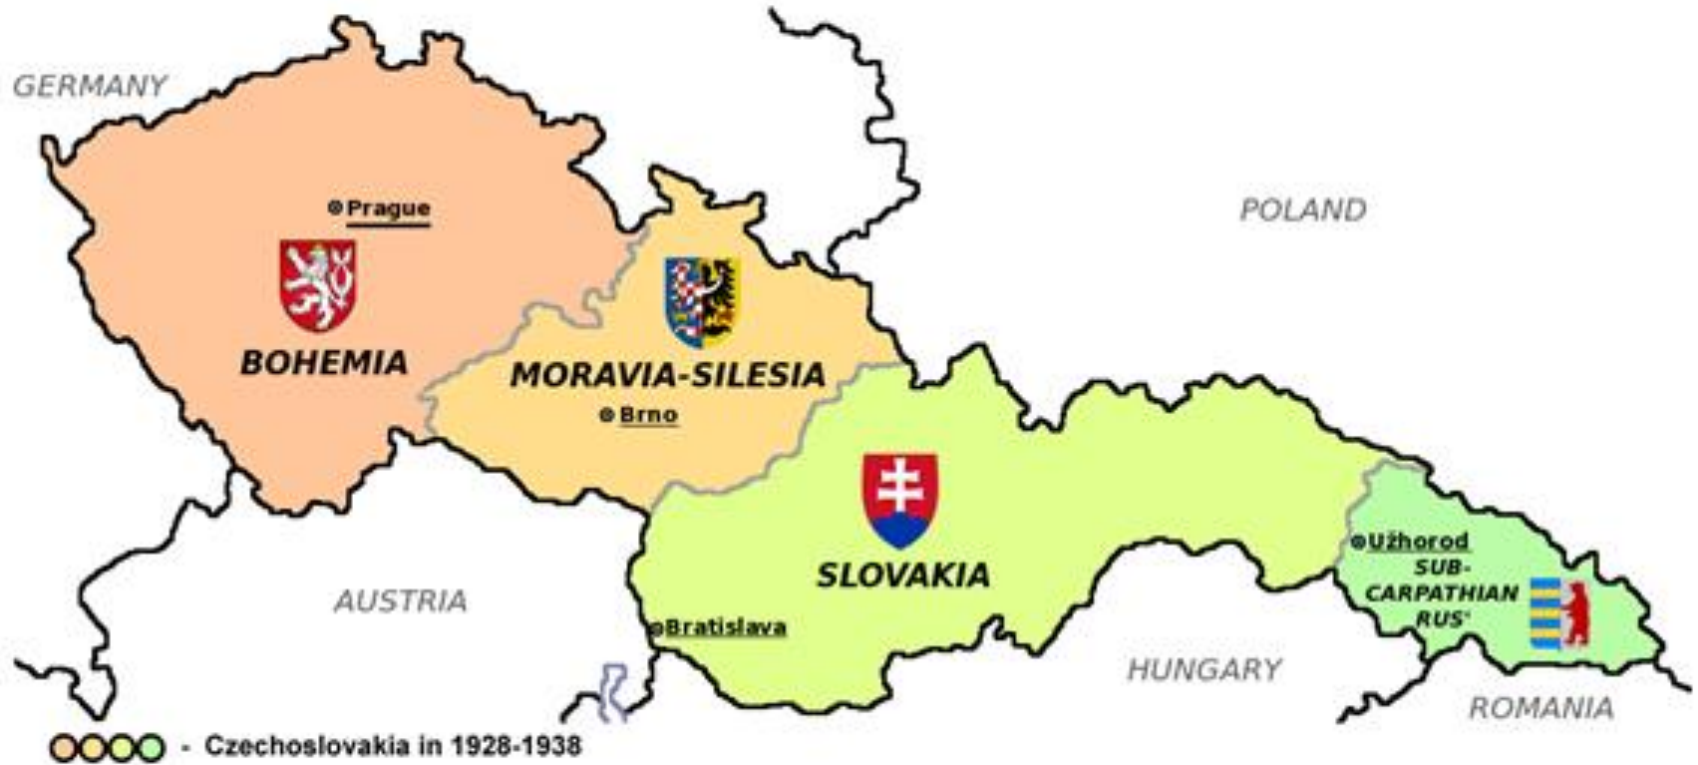 GERMANY
Prague
POLAND
BOHEMIA
MORAVIA-SILESIA
Brno
SLOVAKIA
Užhorod
SUB-
CARPATHIAN
RUS'
AUSTRIA
Bratislava
HUNGARY
ROMANIA
- Czechoslovakia in 1928-1938